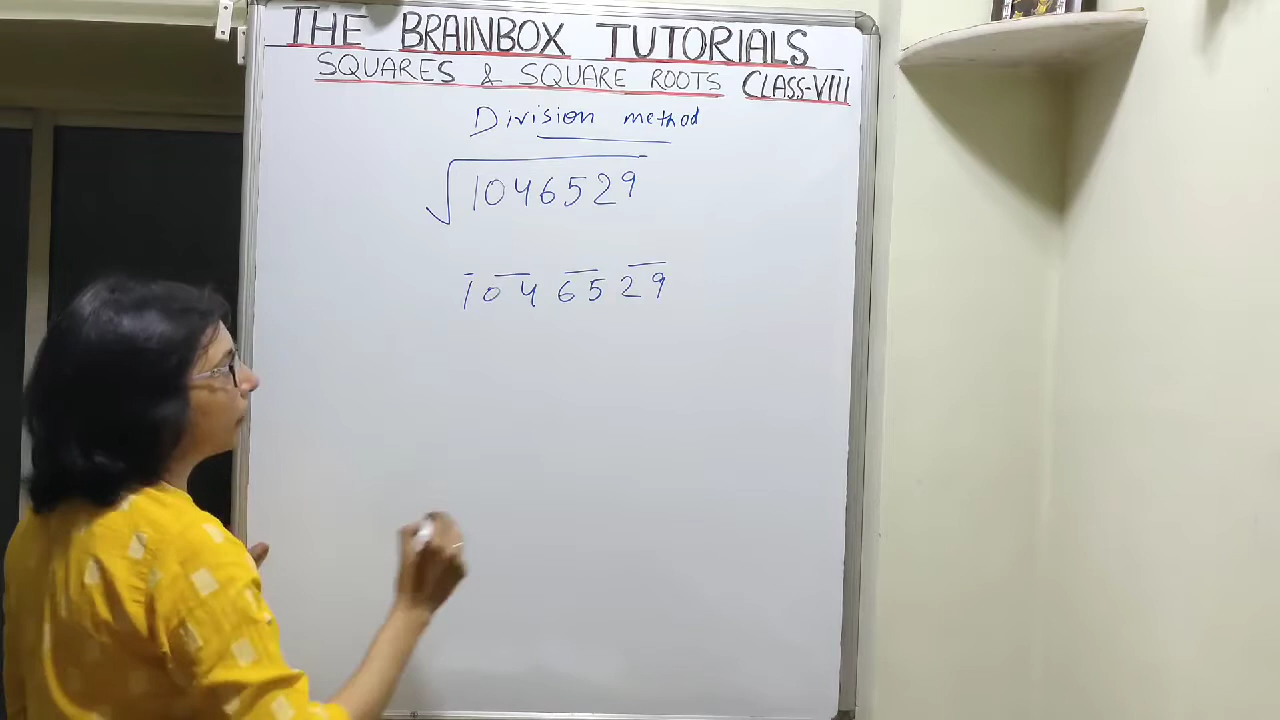 THE BRAINBOX TUTORIALS
SQUARES & SQUARE ROOTS CLASS-VIII
Division method
√1046529
1 04 65 29